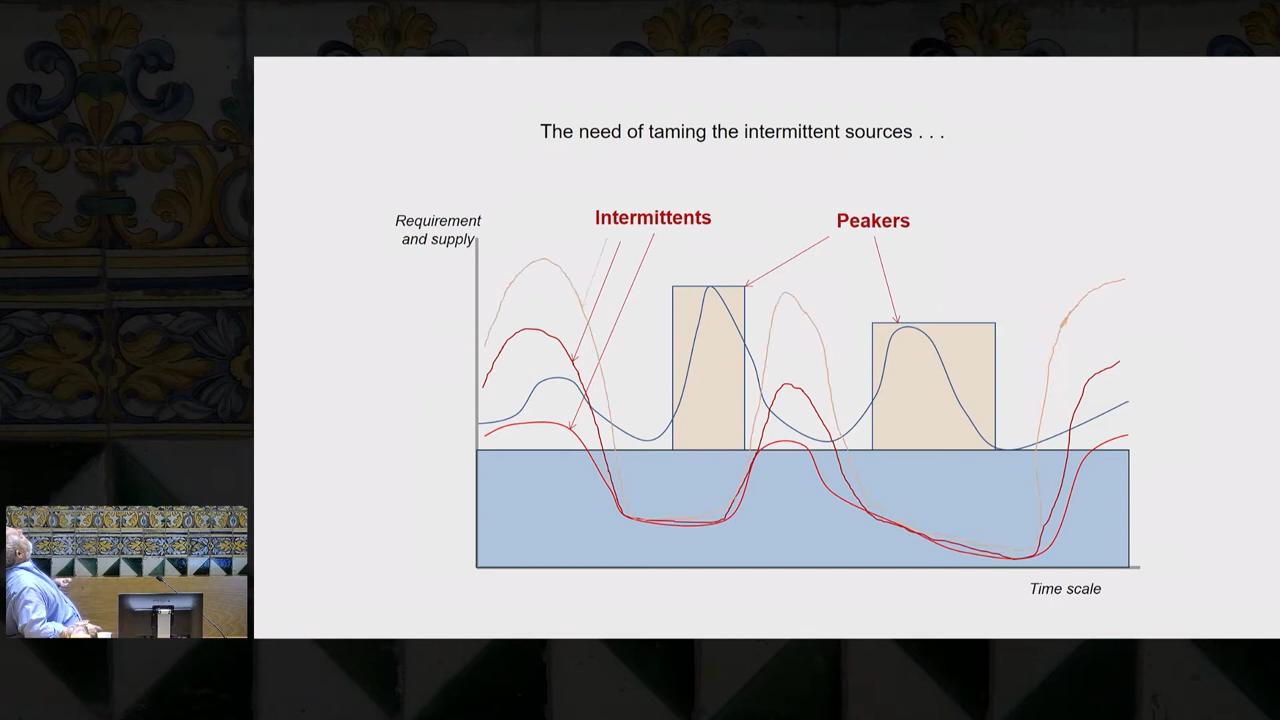 The need of taming the intermittent sources . . .
Intermittents
Peakers
Requirement
and supply
Time scale